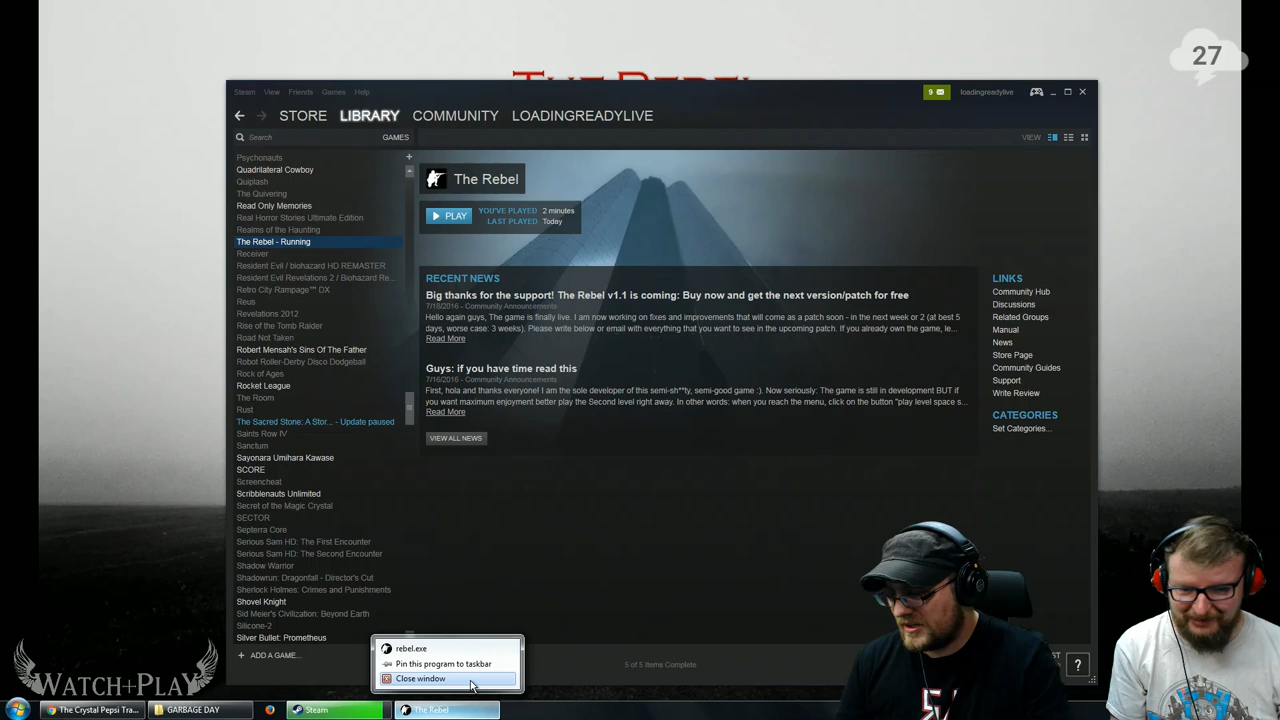 27
THE REBEL
Steam View Friends Games Help
9
loadingreadylive
STORE LIBRARY COMMUNITY LOADINGREADYLIVE
Search
GAMES
VIEW
Psychonauts
Quadrilateral Cowboy
Quiplash
The Quivering
Read Only Memories
Real Horror Stories Ultimate Edition
Realms of the Haunting
The Rebel - Running
Receiver
Resident Evil / biohazard HD REMASTER
Resident Evil Revelations 2 / Biohazard Re...
Retro City Rampage™ DX
Reus
Revelations 2012
Rise of the Tomb Raider
Road Not Taken
Robert Mensah's Sins Of The Father
Robot Roller-Derby Disco Dodgeball
Rock of Ages
Rocket League
The Room
Rust
The Sacred Stone: A Stor... - Update paused
Saints Row IV
Sanctum
Sayonara Umihara Kawase
SCORE
Screencheat
Scribblenauts Unlimited
Secret of the Magic Crystal
SECTOR
Septerra Core
Serious Sam HD: The First Encounter
Serious Sam HD: The Second Encounter
Shadow Warrior
Shadowrun: Dragonfall - Director's Cut
Sherlock Holmes: Crimes and Punishments
Shovel Knight
Sid Meier's Civilization: Beyond Earth
Silicone-2
Silver Bullet: Prometheus
+ ADD A GAME...
The Rebel
PLAY
YOU'VE PLAYED 2 minutes
LAST PLAYED Today
RECENT NEWS
Big thanks for the support! The Rebel v1.1 is coming: Buy now and get the next version/patch for free
7/18/2016 - Community Announcements
Hello again guys, The game is finally live. I am now working on fixes and improvements that will come as a patch soon - in the next week or 2 (at best 5
days, worse case: 3 weeks). Please write below or email with everything that you want to see in the upcoming patch. If you already own the game, le...
Read More
Guys: if you have time read this
7/16/2016 - Community Announcements
First, hola and thanks everyone! I am the sole developer of this semi-sh**ty, semi-good game :). Now seriously: The game is still in development BUT if
you want maximum enjoyment better play the Second level right away. In other words: when you reach the menu, click on the button "play level space s...
Read More
VIEW ALL NEWS
LINKS
Community Hub
Discussions
Related Groups
Manual
News
Store Page
Community Guides
Support
Write Review
CATEGORIES
Set Categories...
5 of 5 Items Complete
ST
?
rebel.exe
Pin this program to taskbar
Close window
WATCH+PLAY
The Crystal Pepsi Tra...
GARBAGE DAY
Steam
The Rebel